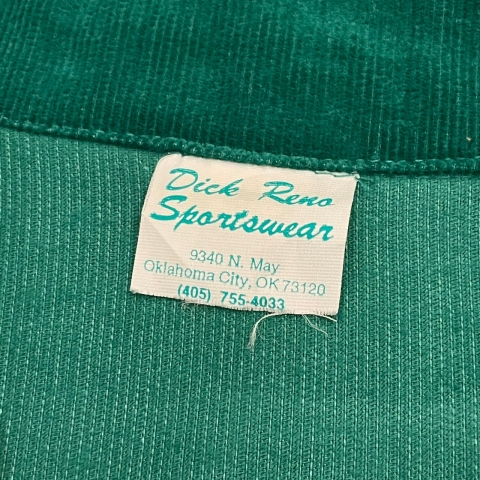 Dick Reno
Sportswear
9340 N. May
Oklahoma City, OK 73120
(405) 755-4033